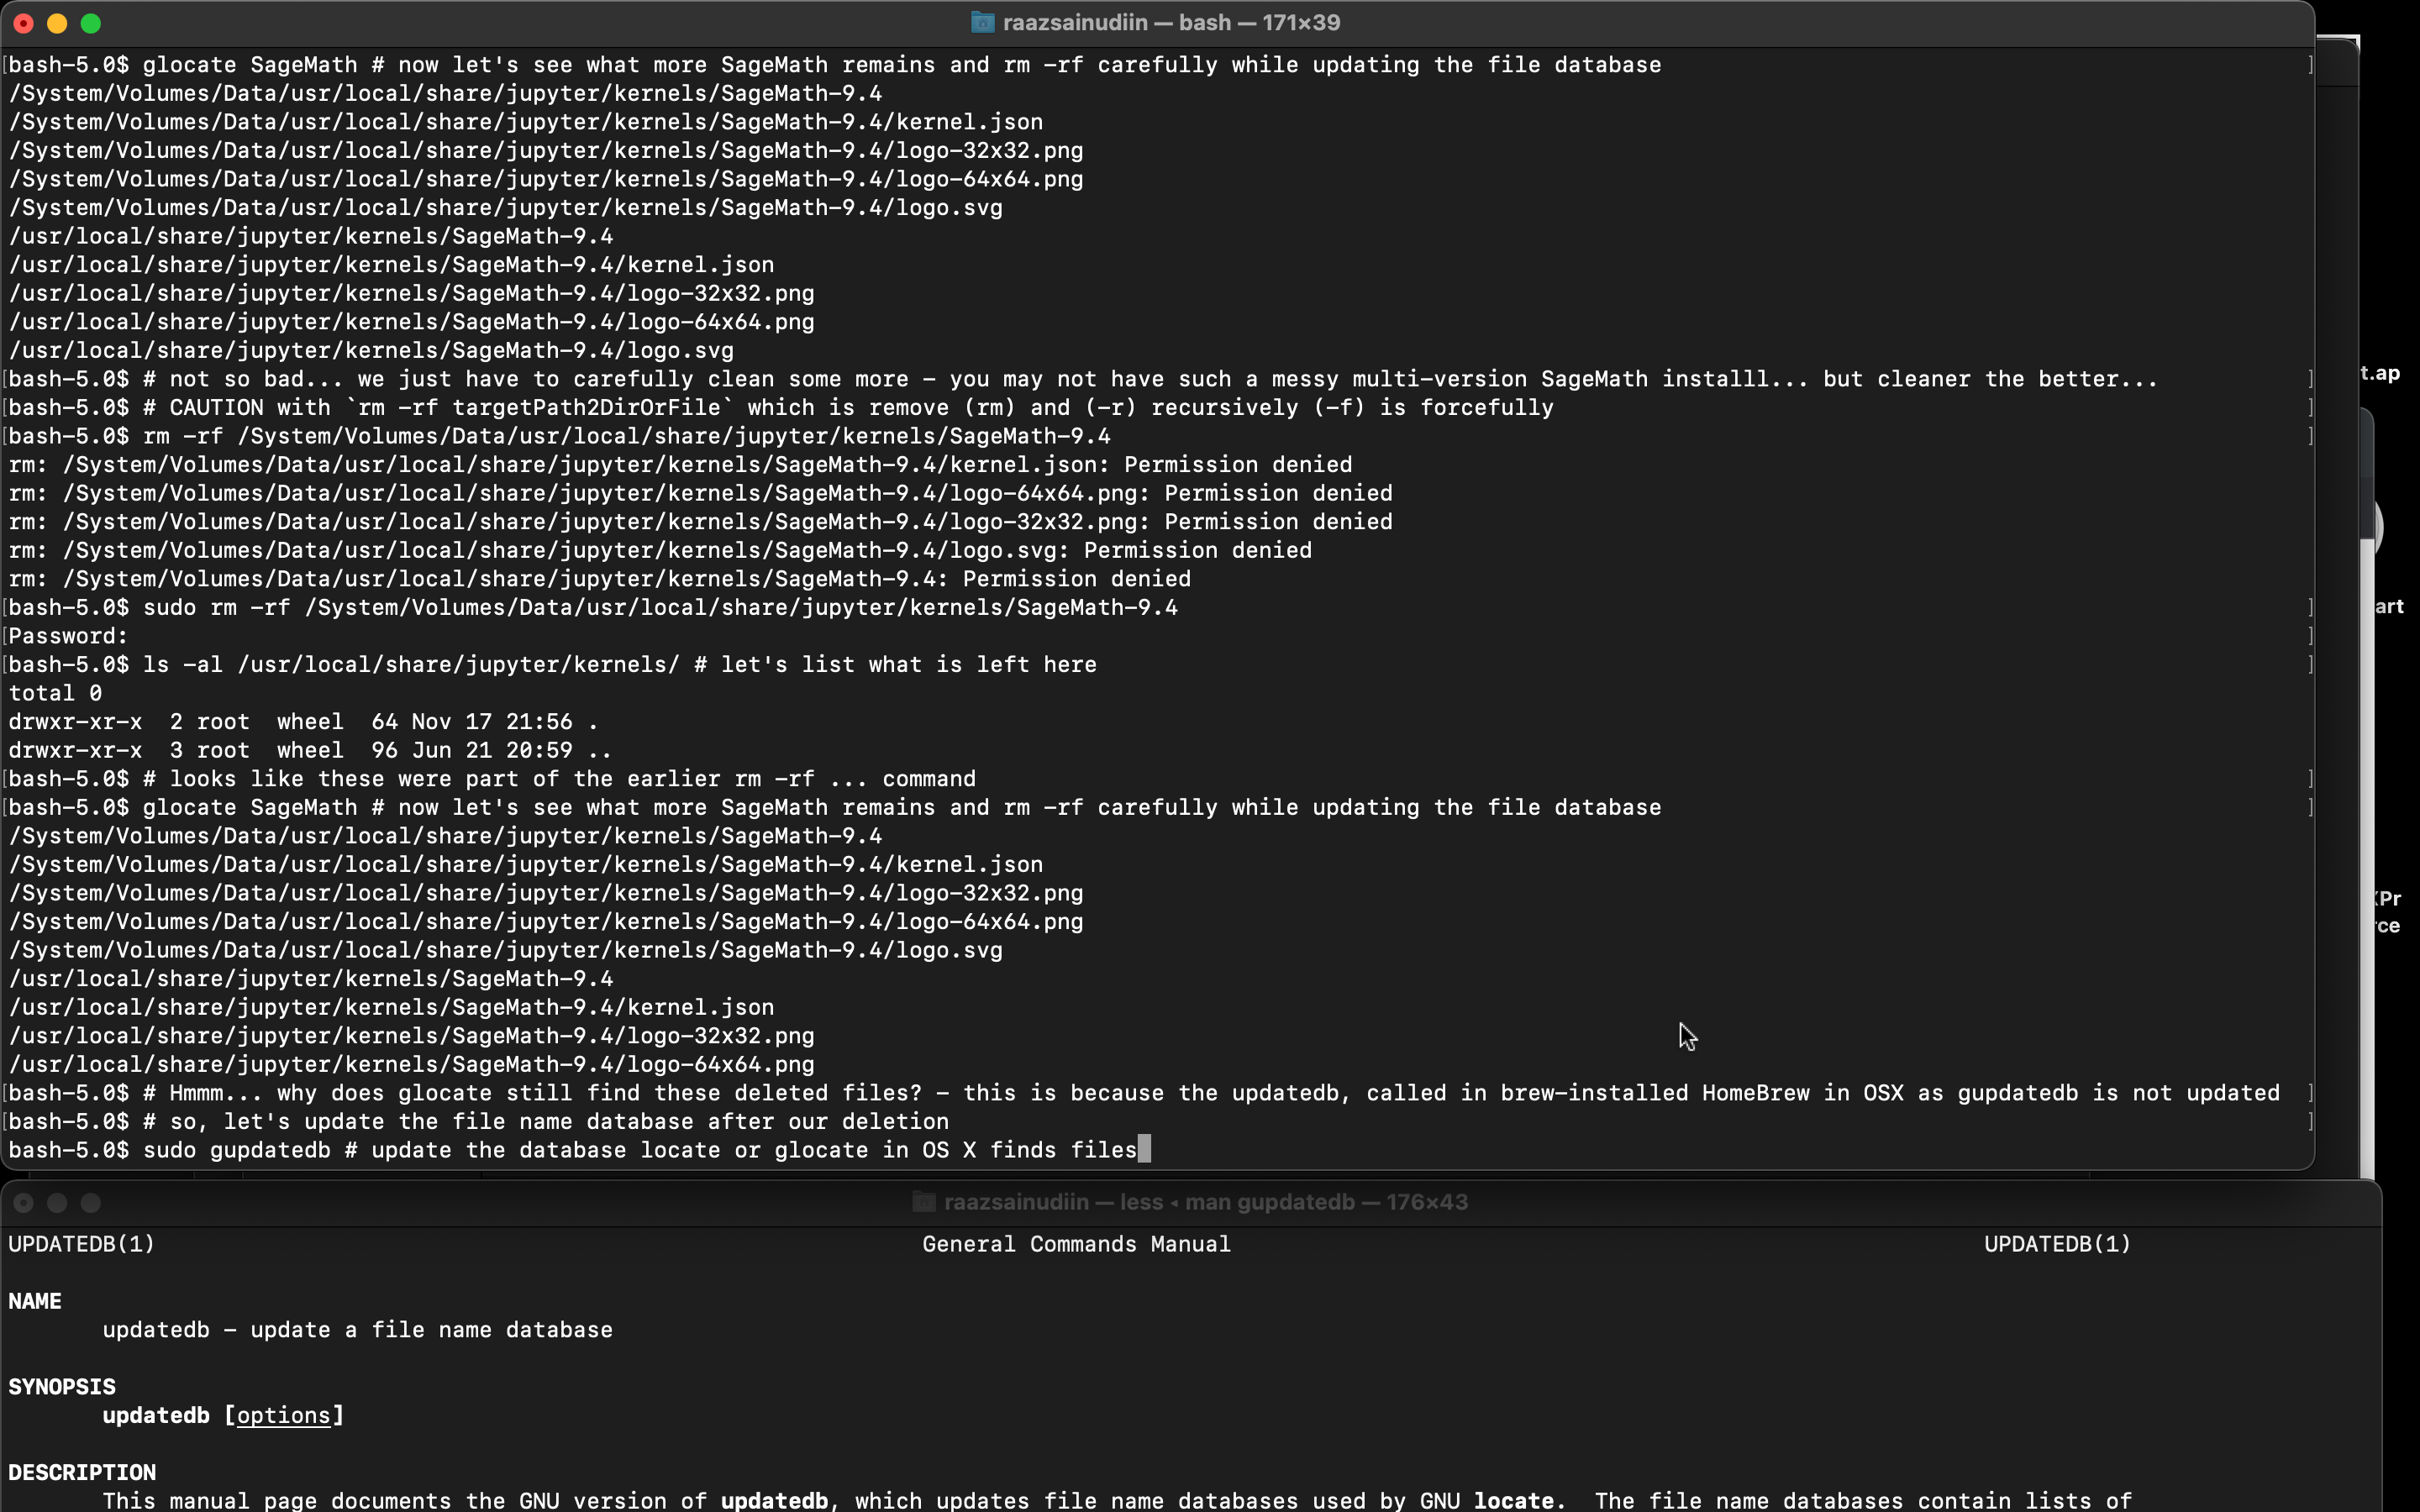 raazsainudiin — bash — 171×39
[bash-5.0$ glocate SageMath # now let's see what more SageMath remains and rm -rf carefully while updating the file database ]
/System/Volumes/Data/usr/local/share/jupyter/kernels/SageMath-9.4
/System/Volumes/Data/usr/local/share/jupyter/kernels/SageMath-9.4/kernel.json
/System/Volumes/Data/usr/local/share/jupyter/kernels/SageMath-9.4/logo-32x32.png
/System/Volumes/Data/usr/local/share/jupyter/kernels/SageMath-9.4/logo-64x64.png
/System/Volumes/Data/usr/local/share/jupyter/kernels/SageMath-9.4/logo.svg
/usr/local/share/jupyter/kernels/SageMath-9.4
/usr/local/share/jupyter/kernels/SageMath-9.4/kernel.json
/usr/local/share/jupyter/kernels/SageMath-9.4/logo-32x32.png
/usr/local/share/jupyter/kernels/SageMath-9.4/logo-64x64.png
/usr/local/share/jupyter/kernels/SageMath-9.4/logo.svg
[bash-5.0$ # not so bad... we just have to carefully clean some more - you may not have such a messy multi-version SageMath installl... but cleaner the better... ]
[bash-5.0$ # CAUTION with `rm -rf targetPath2DirOrFile` which is remove (rm) and (-r) recursively (-f) is forcefully ]
[bash-5.0$ rm -rf /System/Volumes/Data/usr/local/share/jupyter/kernels/SageMath-9.4 ]
rm: /System/Volumes/Data/usr/local/share/jupyter/kernels/SageMath-9.4/kernel.json: Permission denied
rm: /System/Volumes/Data/usr/local/share/jupyter/kernels/SageMath-9.4/logo-64x64.png: Permission denied
rm: /System/Volumes/Data/usr/local/share/jupyter/kernels/SageMath-9.4/logo-32x32.png: Permission denied
rm: /System/Volumes/Data/usr/local/share/jupyter/kernels/SageMath-9.4/logo.svg: Permission denied
rm: /System/Volumes/Data/usr/local/share/jupyter/kernels/SageMath-9.4: Permission denied
[bash-5.0$ sudo rm -rf /System/Volumes/Data/usr/local/share/jupyter/kernels/SageMath-9.4 ]
[Password: ]
[bash-5.0$ ls -al /usr/local/share/jupyter/kernels/ # let's list what is left here ]
total 0
drwxr-xr-x  2 root  wheel  64 Nov 17 21:56 .
drwxr-xr-x  3 root  wheel  96 Jun 21 20:59 ..
[bash-5.0$ # looks like these were part of the earlier rm -rf ... command ]
[bash-5.0$ glocate SageMath # now let's see what more SageMath remains and rm -rf carefully while updating the file database ]
/System/Volumes/Data/usr/local/share/jupyter/kernels/SageMath-9.4
/System/Volumes/Data/usr/local/share/jupyter/kernels/SageMath-9.4/kernel.json
/System/Volumes/Data/usr/local/share/jupyter/kernels/SageMath-9.4/logo-32x32.png
/System/Volumes/Data/usr/local/share/jupyter/kernels/SageMath-9.4/logo-64x64.png
/System/Volumes/Data/usr/local/share/jupyter/kernels/SageMath-9.4/logo.svg
/usr/local/share/jupyter/kernels/SageMath-9.4
/usr/local/share/jupyter/kernels/SageMath-9.4/kernel.json
/usr/local/share/jupyter/kernels/SageMath-9.4/logo-32x32.png
/usr/local/share/jupyter/kernels/SageMath-9.4/logo-64x64.png
[bash-5.0$ # Hmmm... why does glocate still find these deleted files? - this is because the updatedb, called in brew-installed HomeBrew in OSX as gupdatedb is not updated ]
[bash-5.0$ # so, let's update the file name database after our deletion ]
bash-5.0$ sudo gupdatedb # update the database locate or glocate in OS X finds files
t.ap
art
Pr
rce
raazsainudiin — less ◂ man gupdatedb — 176×43
UPDATEDB(1) General Commands Manual UPDATEDB(1)
NAME
updatedb - update a file name database
SYNOPSIS
updatedb [options]
DESCRIPTION
This manual page documents the GNU version of updatedb, which updates file name databases used by GNU locate.  The file name databases contain lists of